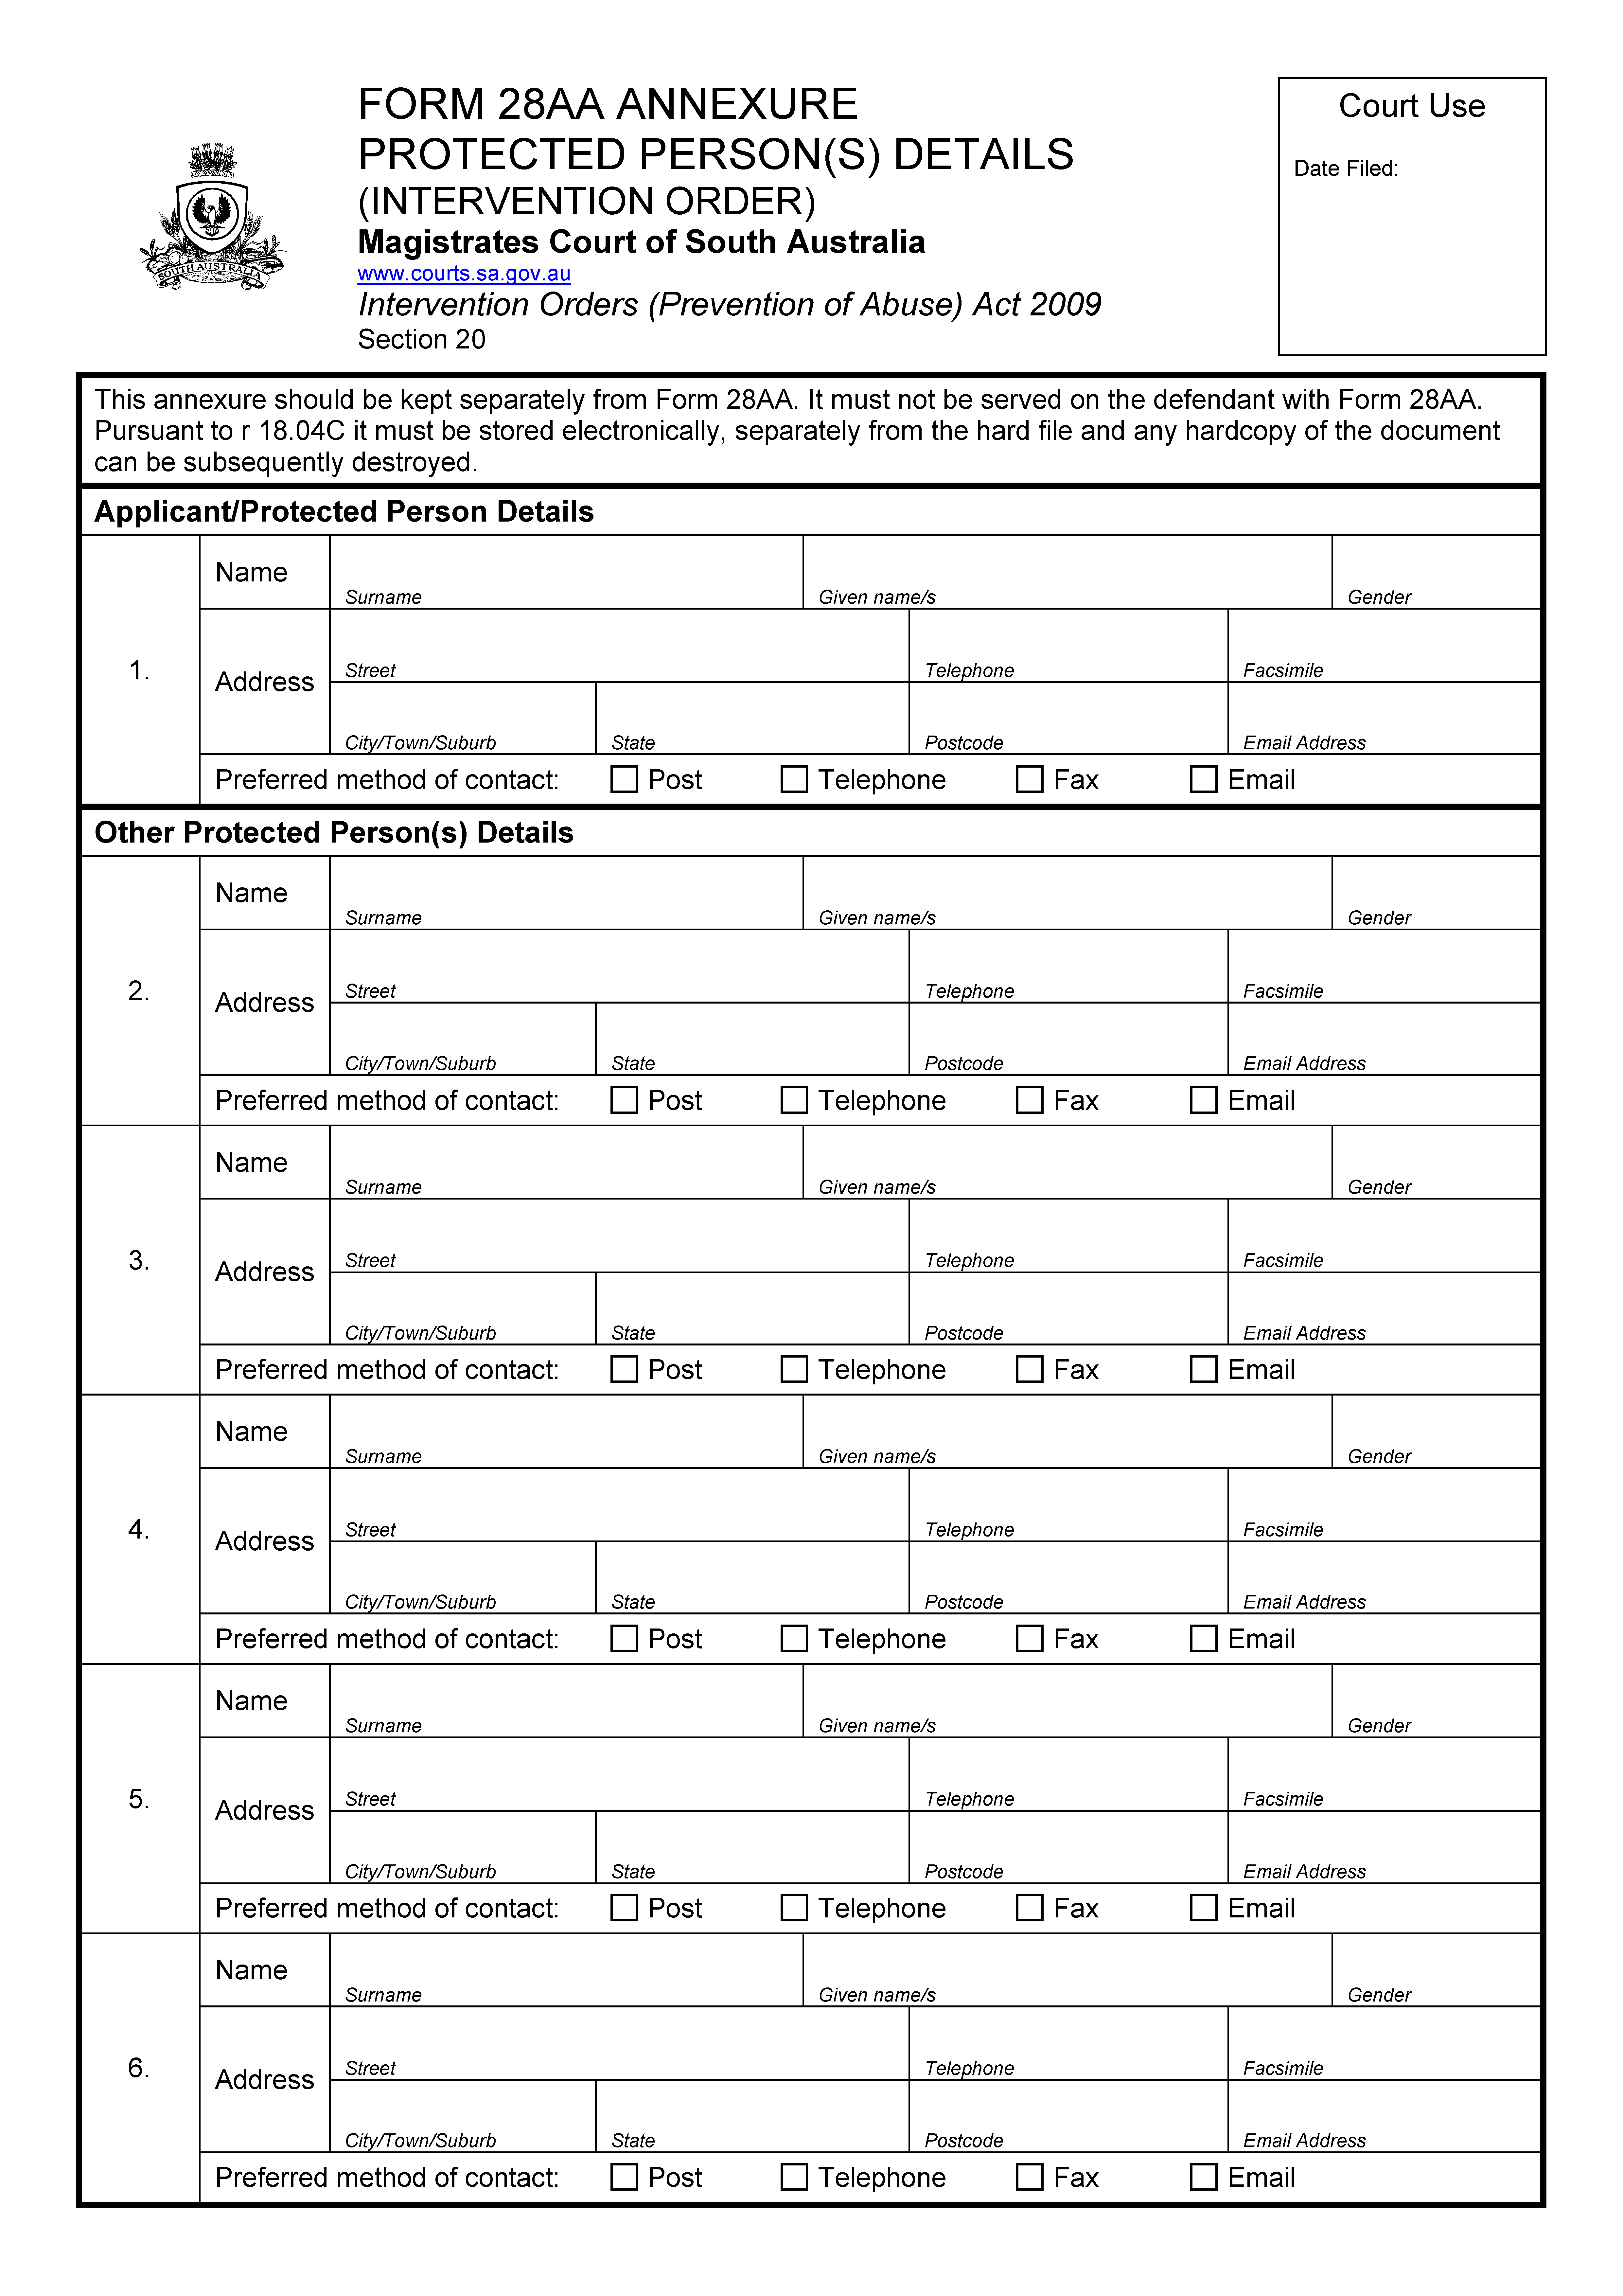 FORM 28AA ANNEXURE
PROTECTED PERSON(S) DETAILS
(INTERVENTION ORDER)
Magistrates Court of South Australia
www.courts.sa.gov.au
Intervention Orders (Prevention of Abuse) Act 2009
Section 20
SOUTH AUSTRALIA
Court Use
Date Filed:
This annexure should be kept separately from Form 28AA. It must not be served on the defendant with Form 28AA.
Pursuant to r 18.04C it must be stored electronically, separately from the hard file and any hardcopy of the document
can be subsequently destroyed.
Applicant/Protected Person Details
1.
Name
Surname Given name/s Gender
Address
Street Telephone Facsimile
City/Town/Suburb State Postcode Email Address
Preferred method of contact: Post Telephone Fax Email
Other Protected Person(s) Details
2.
Name
Surname Given name/s Gender
Address
Street Telephone Facsimile
City/Town/Suburb State Postcode Email Address
Preferred method of contact: Post Telephone Fax Email
3.
Name
Surname Given name/s Gender
Address
Street Telephone Facsimile
City/Town/Suburb State Postcode Email Address
Preferred method of contact: Post Telephone Fax Email
4.
Name
Surname Given name/s Gender
Address
Street Telephone Facsimile
City/Town/Suburb State Postcode Email Address
Preferred method of contact: Post Telephone Fax Email
5.
Name
Surname Given name/s Gender
Address
Street Telephone Facsimile
City/Town/Suburb State Postcode Email Address
Preferred method of contact: Post Telephone Fax Email
6.
Name
Surname Given name/s Gender
Address
Street Telephone Facsimile
City/Town/Suburb State Postcode Email Address
Preferred method of contact: Post Telephone Fax Email